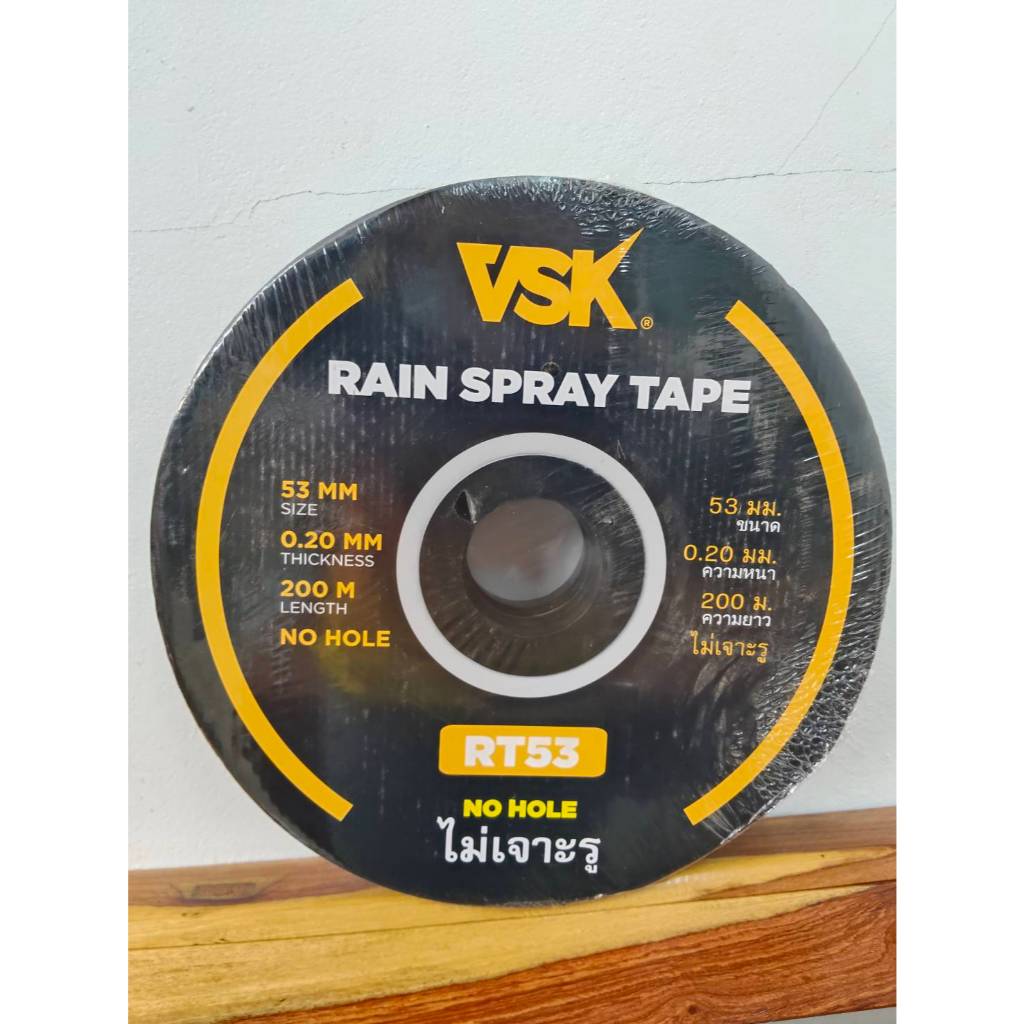 VSK®
RAIN SPRAY TAPE
53 MM
SIZE
0.20 MM
THICKNESS
200 M
LENGTH
NO HOLE
53 มม.
ขนาด
0.20 มม.
ความหนา
200 ม.
ความยาว
ไม่เจาะรู
RT53
NO HOLE
ไม่เจาะรู